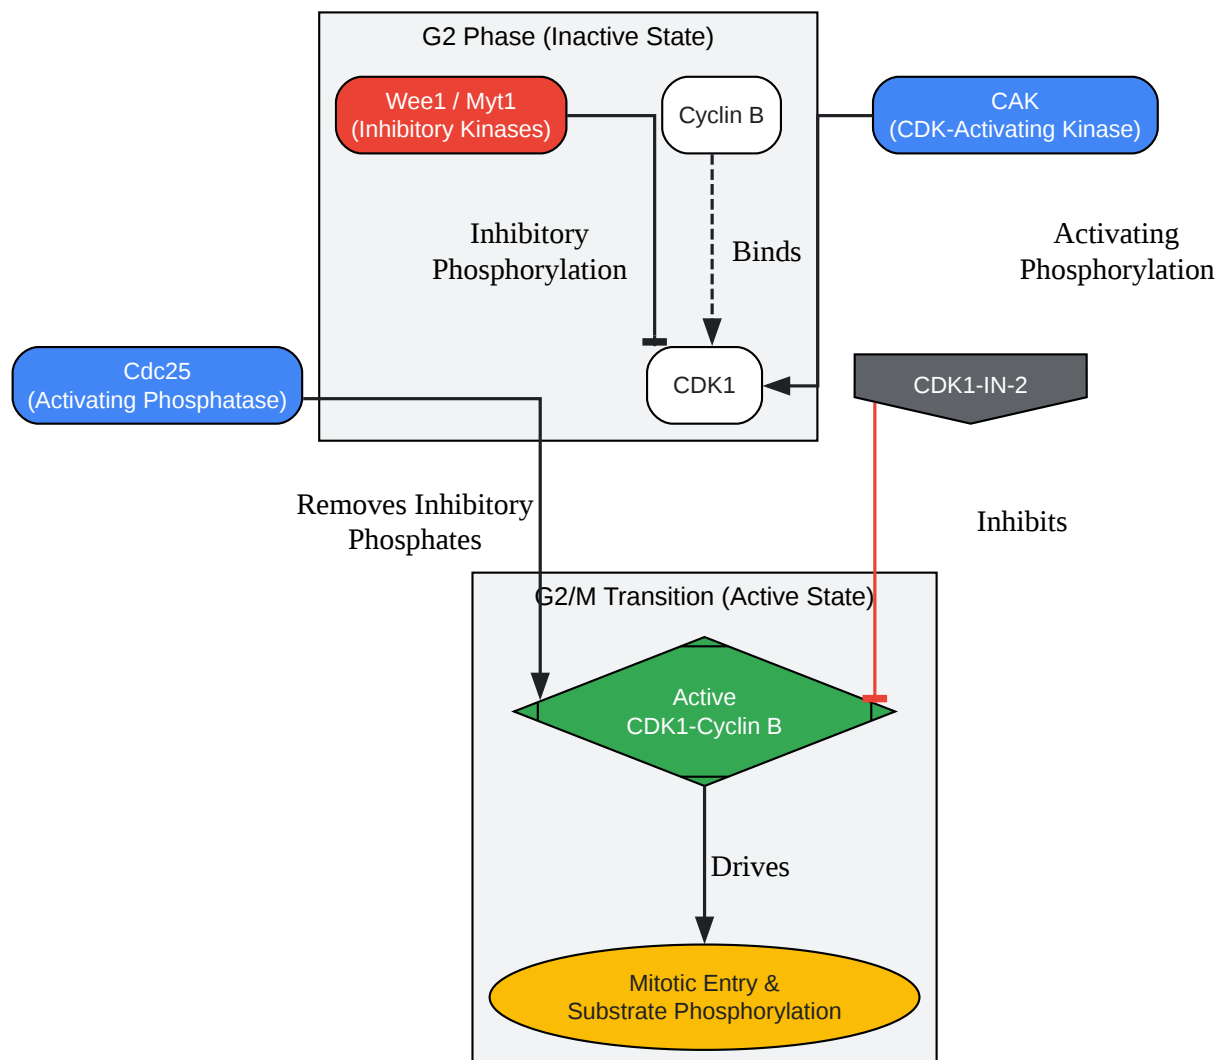 G2 Phase (Inactive State)
Wee1 / Myt1
(Inhibitory Kinases)
Cyclin B
CAK
(CDK-Activating Kinase)
Inhibitory
Phosphorylation
Binds
Activating
Phosphorylation
Cdc25
(Activating Phosphatase)
CDK1
CDK1-IN-2
Removes Inhibitory
Phosphates
Inhibits
G2/M Transition (Active State)
Active
CDK1-Cyclin B
Drives
Mitotic Entry &
Substrate Phosphorylation